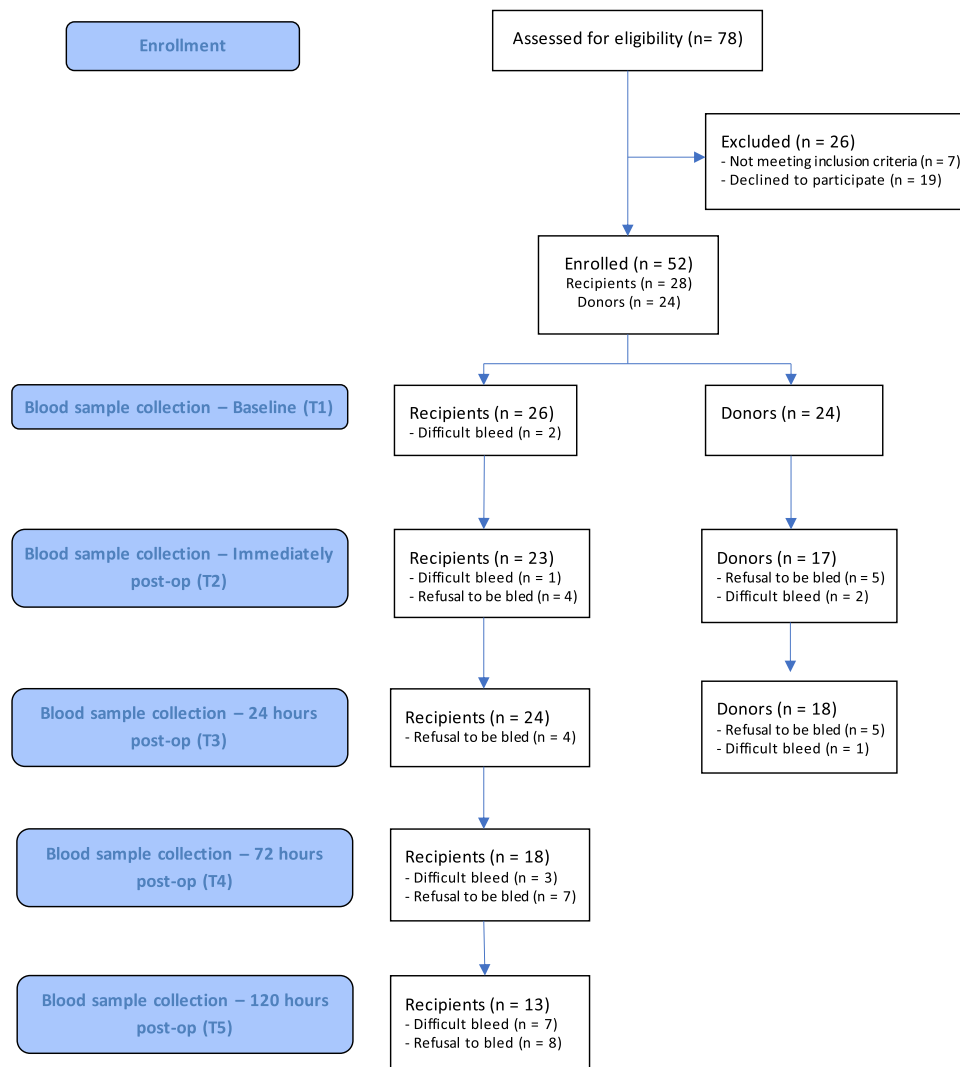 Enrollment
Assessed for eligibility (n= 78)
Excluded (n = 26)
- Not meeting inclusion criteria (n = 7)
- Declined to participate (n = 19)
Enrolled (n = 52)
Recipients (n = 28)
Donors (n = 24)
Blood sample collection – Baseline (T1)
Recipients (n = 26)
- Difficult bleed (n = 2)
Donors (n = 24)
Blood sample collection – Immediately
post-op (T2)
Recipients (n = 23)
- Difficult bleed (n = 1)
- Refusal to be bled (n = 4)
Donors (n = 17)
- Refusal to be bled (n = 5)
- Difficult bleed (n = 2)
Blood sample collection – 24 hours
post-op (T3)
Recipients (n = 24)
- Refusal to be bled (n = 4)
Donors (n = 18)
- Refusal to be bled (n = 5)
- Difficult bleed (n = 1)
Blood sample collection – 72 hours
post-op (T4)
Recipients (n = 18)
- Difficult bleed (n = 3)
- Refusal to be bled (n = 7)
Blood sample collection – 120 hours
post-op (T5)
Recipients (n = 13)
- Difficult bleed (n = 7)
- Refusal to bled (n = 8)